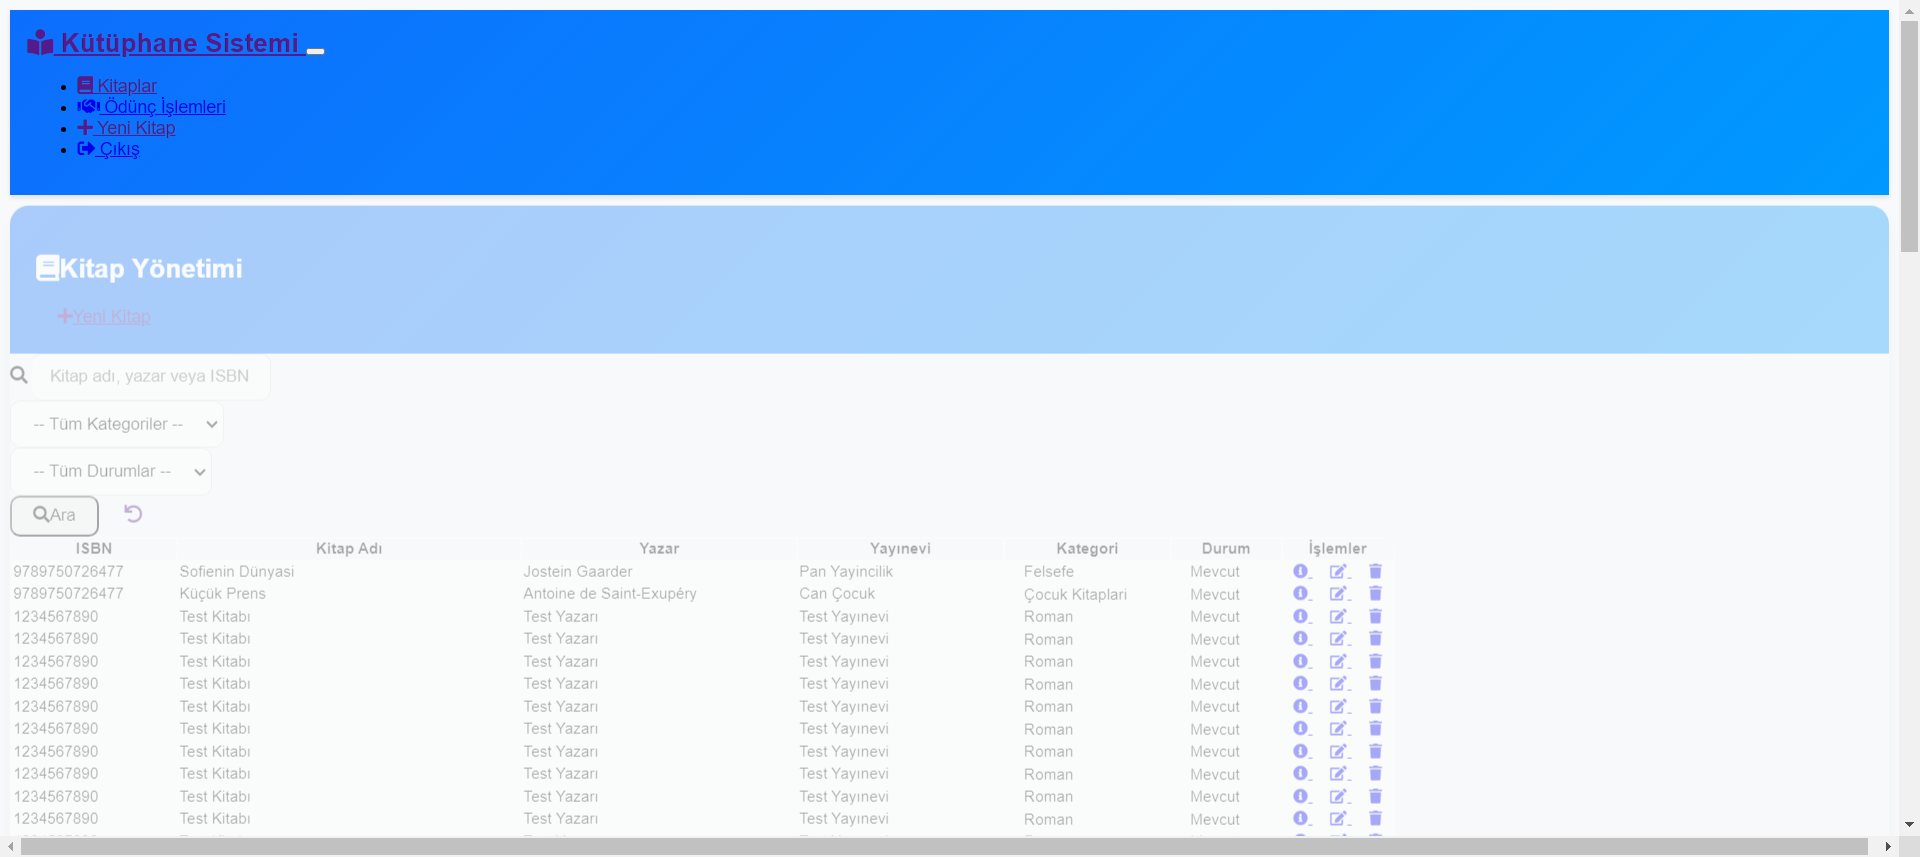 Kütüphane Sistemi
Kitaplar
Ödünç İşlemleri
Yeni Kitap
Çıkış
Kitap Yönetimi
Yeni Kitap
Kitap adı, yazar veya ISBN
-- Tüm Kategoriler --
-- Tüm Durumlar --
Ara
ISBN Kitap Adı Yazar Yayınevi Kategori Durum İşlemler
9789750726477 Sofienin Dünyasi Jostein Gaarder Pan Yayincilik Felsefe Mevcut
9789750726477 Küçük Prens Antoine de Saint-Exupéry Can Çocuk Çocuk Kitaplari Mevcut
1234567890 Test Kitabı Test Yazarı Test Yayınevi Roman Mevcut
1234567890 Test Kitabı Test Yazarı Test Yayınevi Roman Mevcut
1234567890 Test Kitabı Test Yazarı Test Yayınevi Roman Mevcut
1234567890 Test Kitabı Test Yazarı Test Yayınevi Roman Mevcut
1234567890 Test Kitabı Test Yazarı Test Yayınevi Roman Mevcut
1234567890 Test Kitabı Test Yazarı Test Yayınevi Roman Mevcut
1234567890 Test Kitabı Test Yazarı Test Yayınevi Roman Mevcut
1234567890 Test Kitabı Test Yazarı Test Yayınevi Roman Mevcut
1234567890 Test Kitabı Test Yazarı Test Yayınevi Roman Mevcut
1234567890 Test Kitabı Test Yazarı Test Yayınevi Roman Mevcut